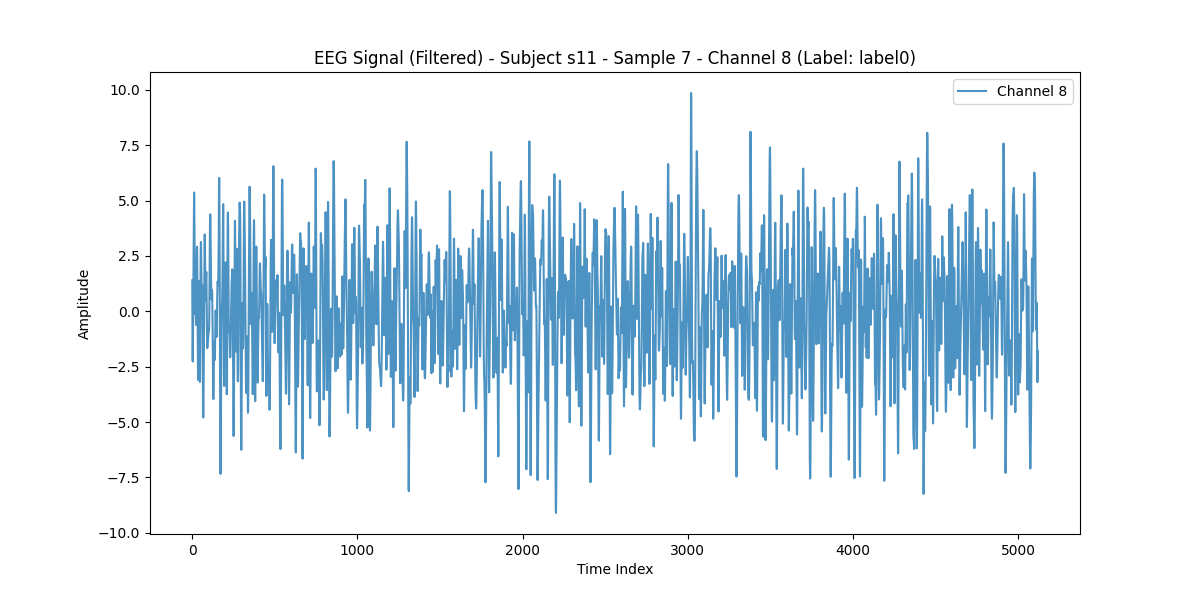 EEG Signal (Filtered) - Subject s11 - Sample 7 - Channel 8 (Label: label0)
Channel 8
10.0
7.5
5.0
2.5
0.0
−2.5
−5.0
−7.5
−10.0
Amplitude
0 1000 2000 3000 4000 5000
Time Index